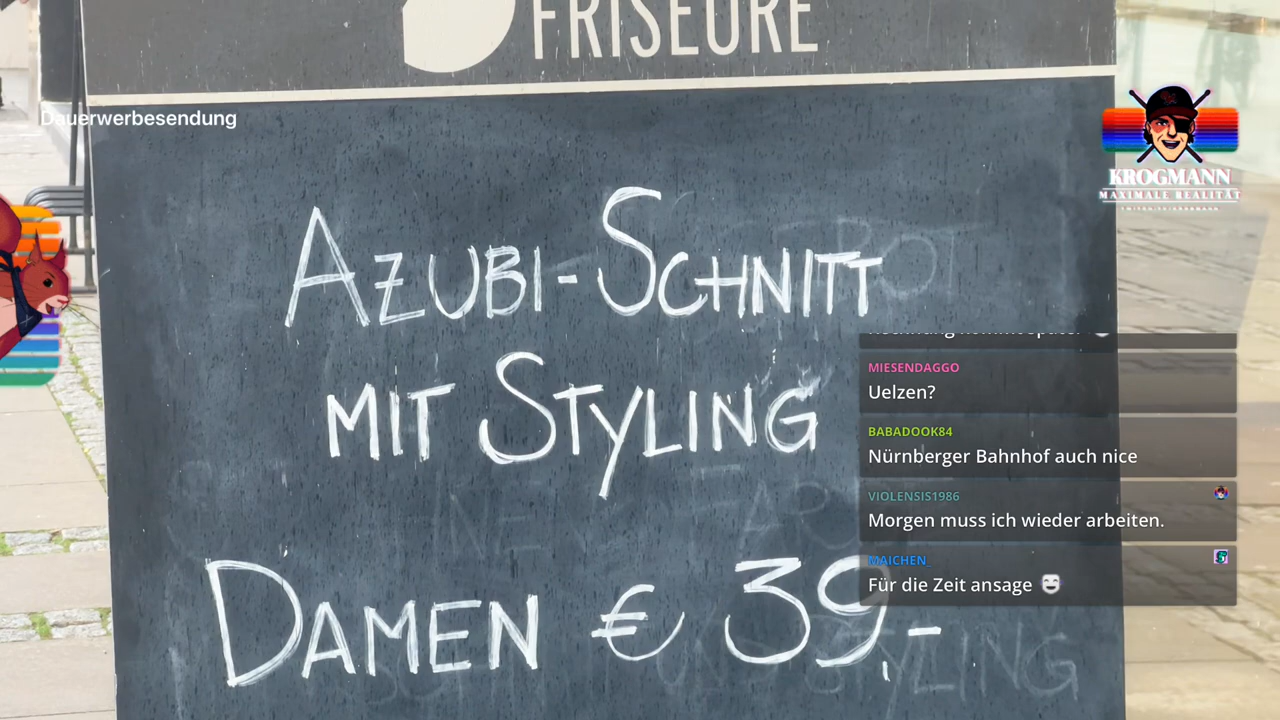 FRISEURE
Dauerwerbesendung
KROGMANN
MAXIMALE REALITÄT
AZUBI-SCHNITT
MIT STYLING
DAMEN € 39,-
MIESENDAGGO
Uelzen?
BABADOOK84
Nürnberger Bahnhof auch nice
VIOLENSIS1986
Morgen muss ich wieder arbeiten.
MAICHEN_
Für die Zeit ansage
STYLING